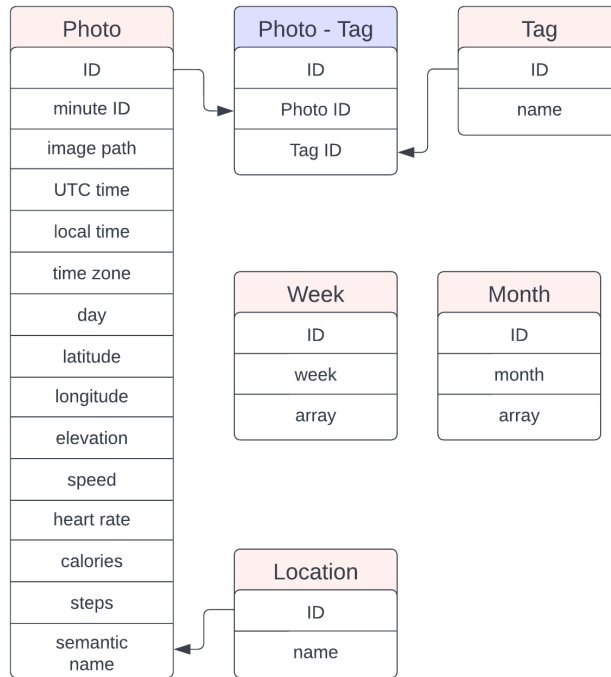 Photo
ID
minute ID
image path
UTC time
local time
time zone
day
latitude
longitude
elevation
speed
heart rate
calories
steps
semantic
name
Photo - Tag
ID
Photo ID
Tag ID
Tag
ID
name
Week
ID
week
array
Month
ID
month
array
Location
ID
name